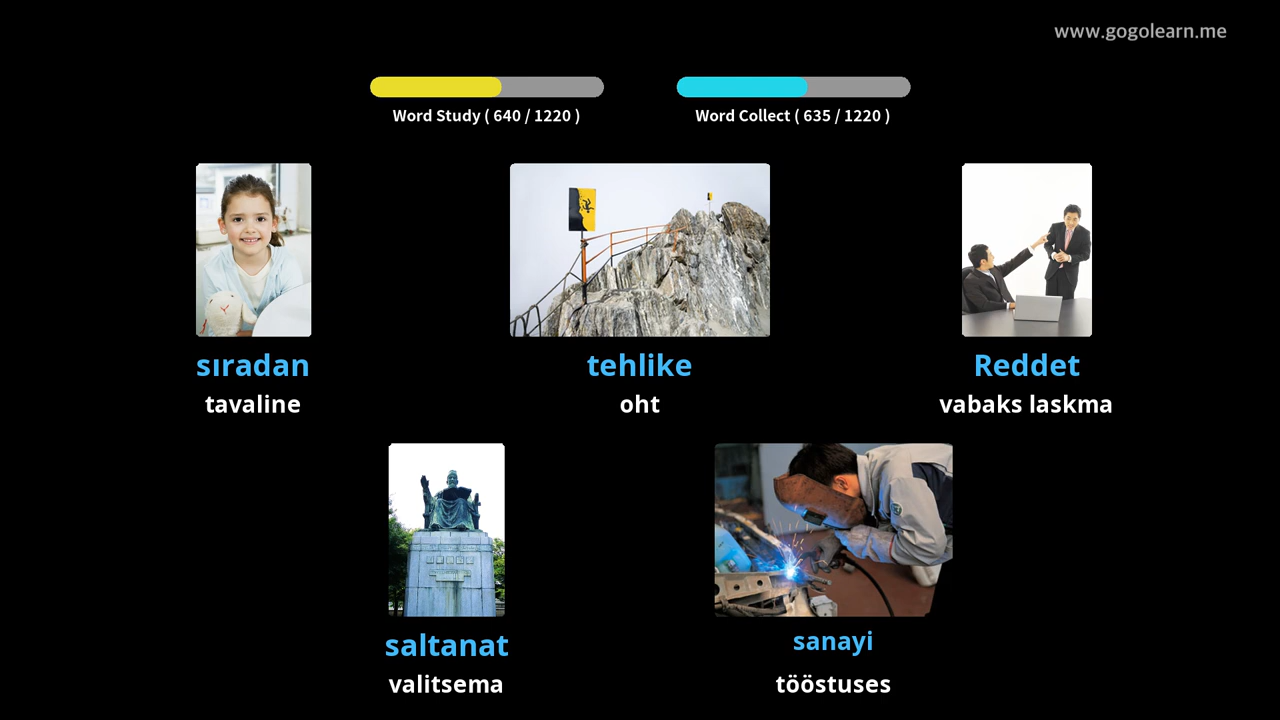 www.gogolearn.me
Word Study ( 640 / 1220 )
Word Collect ( 635 / 1220 )
sıradan
tavaline
tehlike
oht
Reddet
vabaks laskma
saltanat
valitsema
sanayi
tööstuses